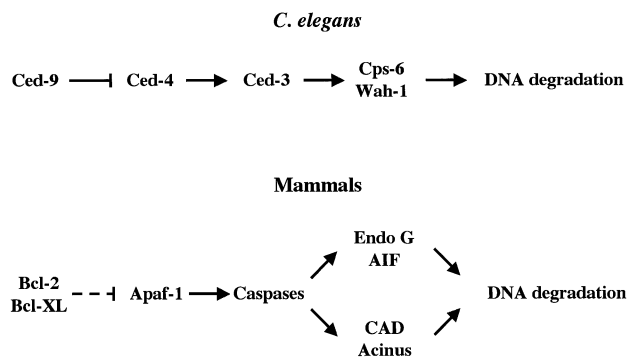 C. elegans
Ced-9 Ced-4 Ced-3 Cps-6 DNA degradation
Wah-1
Mammals
Endo G
AIF
Bcl-2
Bcl-XL Apaf-1 Caspases DNA degradation
CAD
Acinus